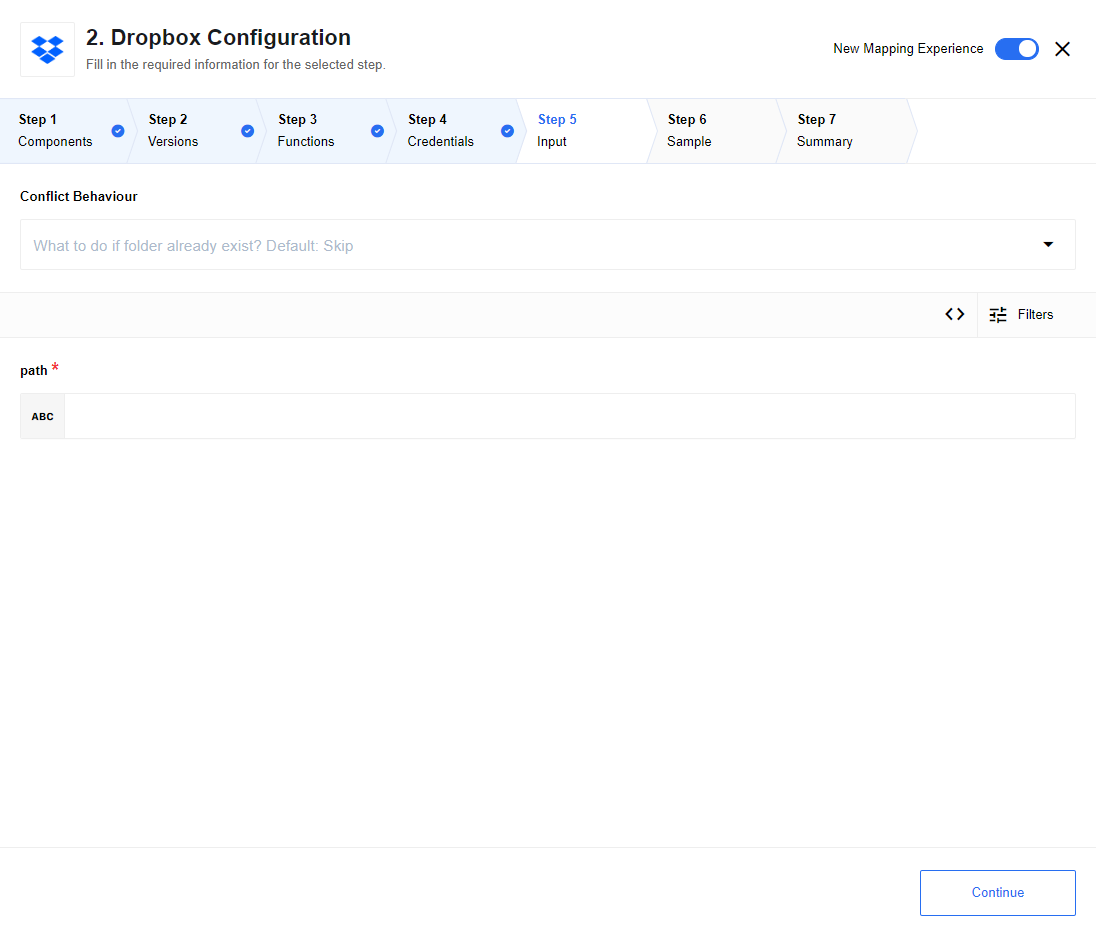 2. Dropbox Configuration
Fill in the required information for the selected step.
New Mapping Experience
Step 1
Components
Step 2
Versions
Step 3
Functions
Step 4
Credentials
Step 5
Input
Step 6
Sample
Step 7
Summary
Conflict Behaviour
What to do if folder already exist? Default: Skip
Filters
path *
ABC
Continue